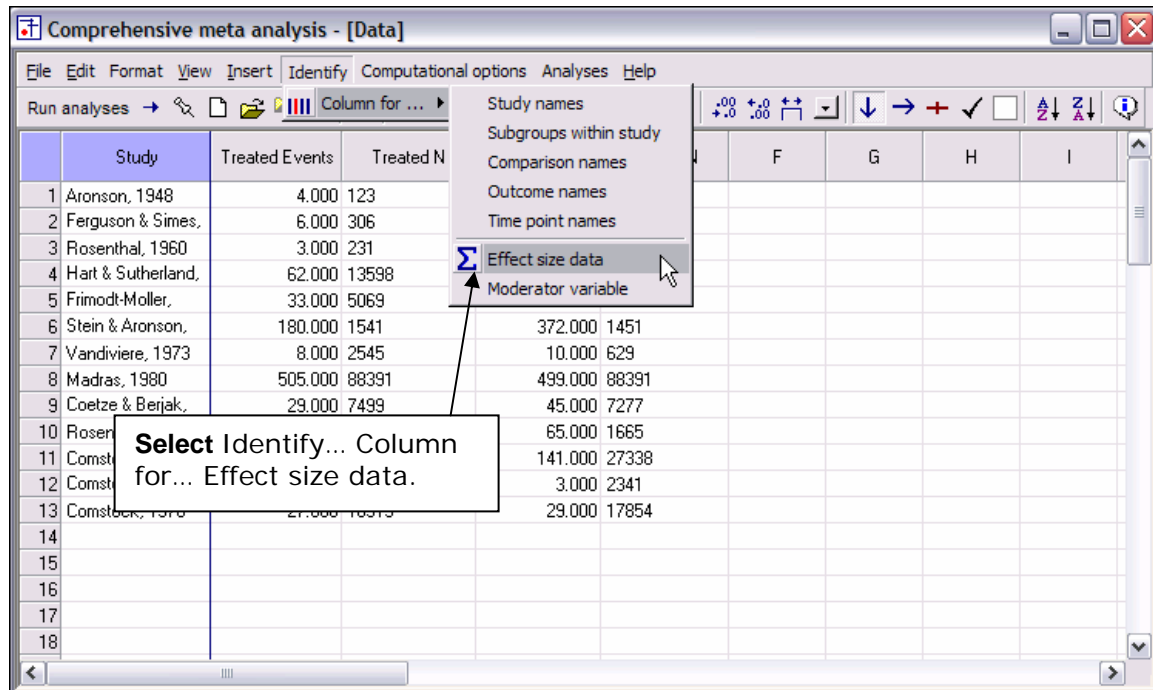 Comprehensive meta analysis - [Data]
File Edit Format View Insert Identify Computational options Analyses Help
Run analyses
Column for ...
Study names
Subgroups within study
Comparison names
Outcome names
Time point names
Effect size data
Moderator variable
Study Treated Events Treated N F G H I
1 Aronson, 1948 4.000 123
2 Ferguson & Simes, 6.000 306
3 Rosenthal, 1960 3.000 231
4 Hart & Sutherland, 62.000 13598
5 Frimodt-Moller, 33.000 5069
6 Stein & Aronson, 180.000 1541 372.000 1451
7 Vandiviere, 1973 8.000 2545 10.000 629
8 Madras, 1980 505.000 88391 499.000 88391
9 Coetze & Berjak, 29.000 7499 45.000 7277
10 65.000 1665
11 141.000 27338
12 3.000 2341
13 29.000 17854
14
15
16
17
18
Select Identify... Column
for... Effect size data.